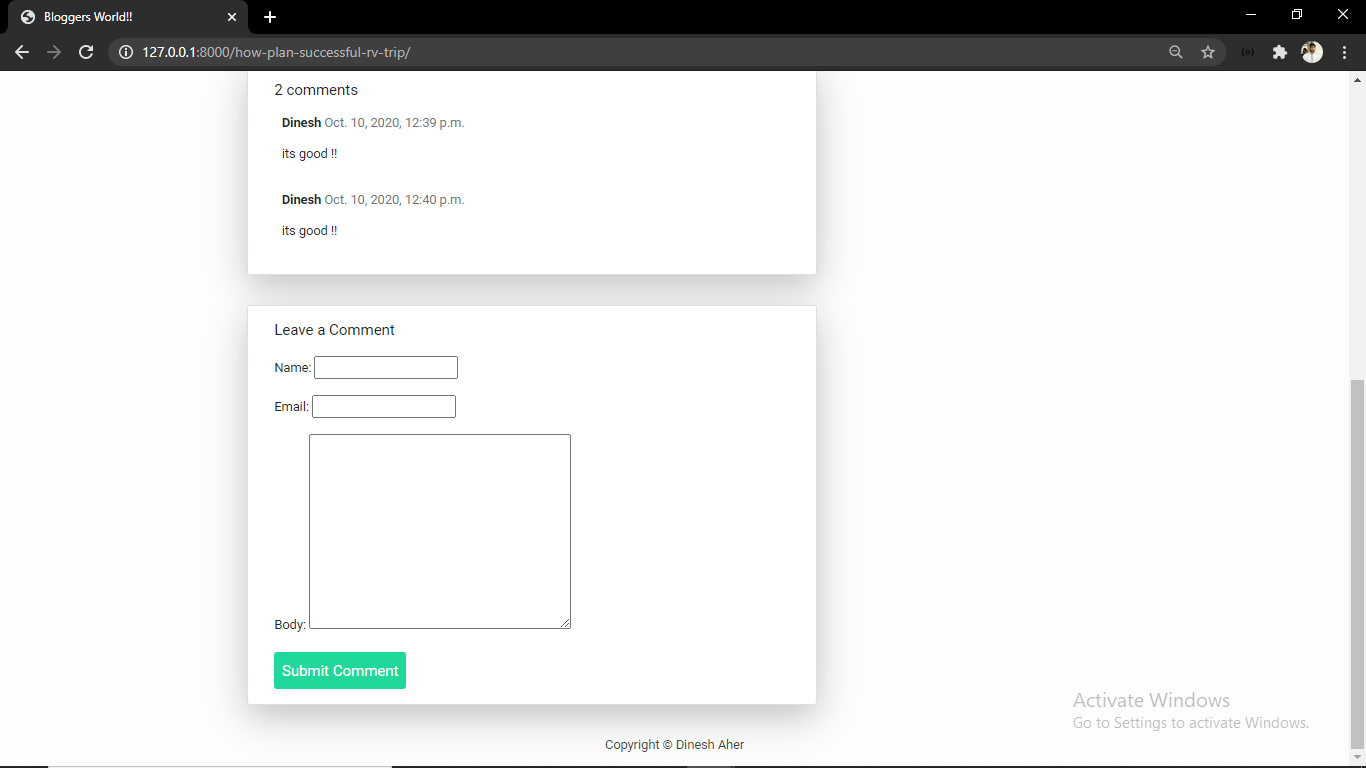 Bloggers World!!
127.0.0.1:8000/how-plan-successful-rv-trip/
2 comments
Dinesh Oct. 10, 2020, 12:39 p.m.
its good !!
Dinesh Oct. 10, 2020, 12:40 p.m.
its good !!
Leave a Comment
Name:
Email:
Body:
Submit Comment
Activate Windows
Go to Settings to activate Windows.
Copyright © Dinesh Aher